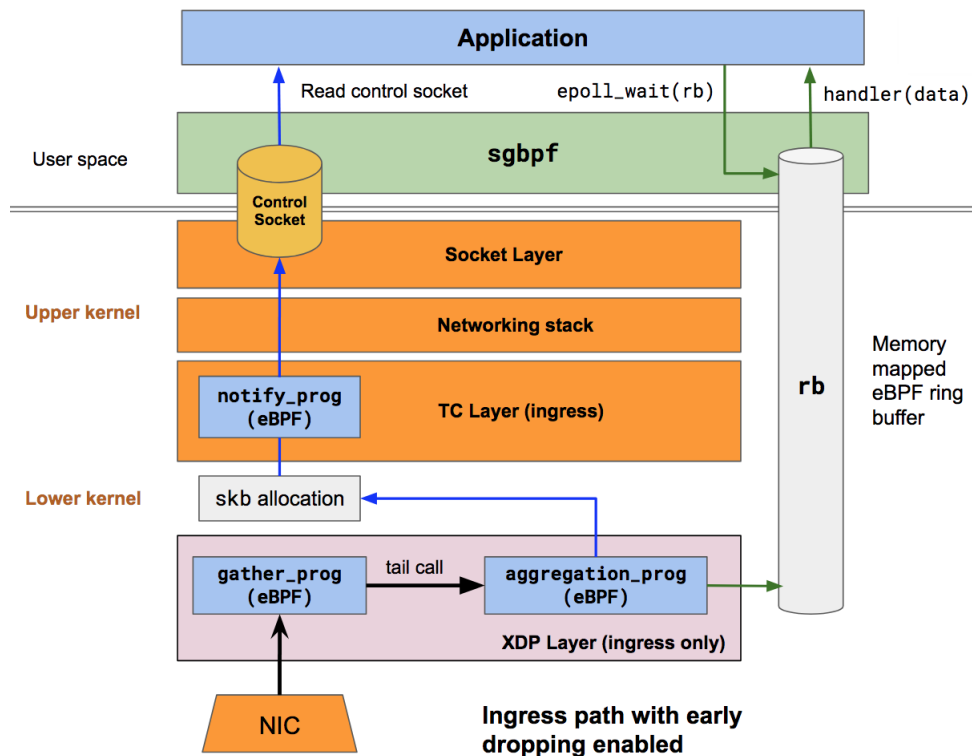 Application
Read control socket
epoll_wait(rb)
handler(data)
User space
sgbpf
Control
Socket
Socket Layer
Upper kernel
Networking stack
Memory
mapped
eBPF ring
buffer
rb
notify_prog
(eBPF)
TC Layer (ingress)
Lower kernel
skb allocation
gather_prog
(eBPF)
tail call
aggregation_prog
(eBPF)
XDP Layer (ingress only)
NIC
Ingress path with early
dropping enabled